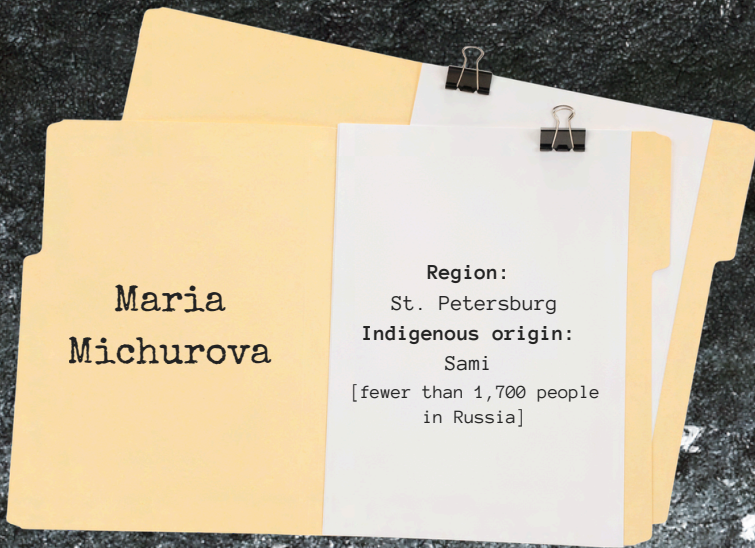 Maria
Michurova
Region:
St. Petersburg
Indigenous origin:
Sami
[fewer than 1,700 people
in Russia]